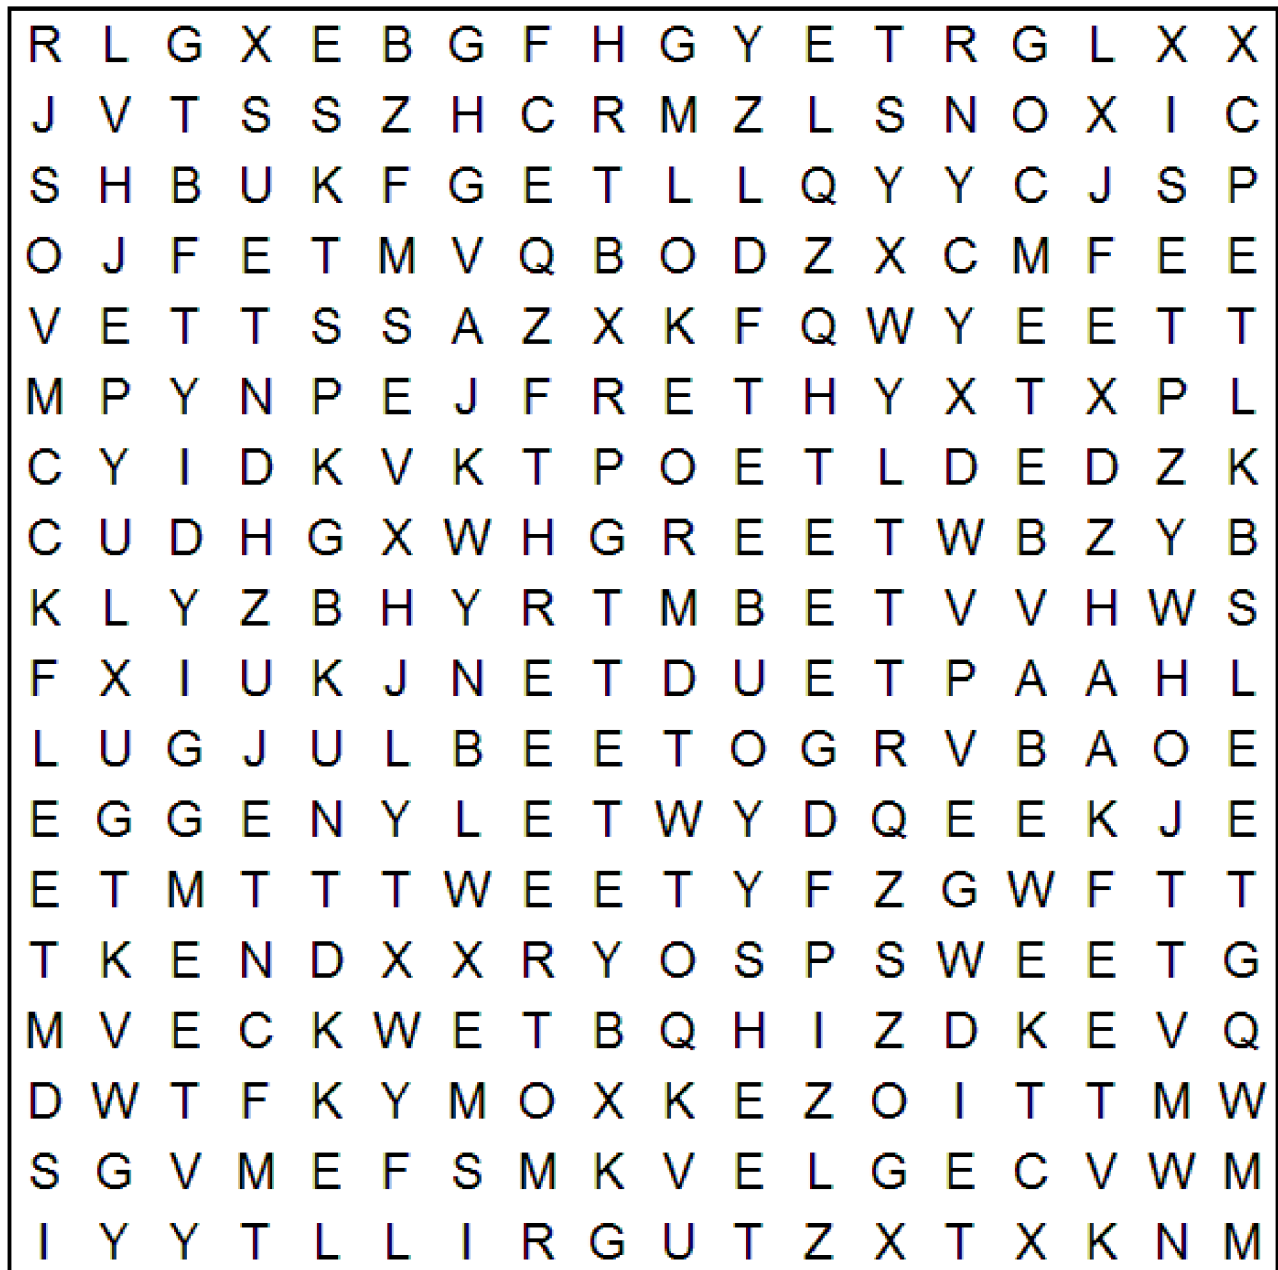 R L G X E B G F H G Y E T R G L X X
J V T S S Z H C R M Z L S N O X I C
S H B U K F G E T L L Q Y Y C J S P
O J F E T M V Q B O D Z X C M F E E
V E T T S S A Z X K F Q W Y E E T T
M P Y N P E J F R E T H Y X T X P L
C Y I D K V K T P O E T L D E D Z K
C U D H G X W H G R E E T W B Z Y B
K L Y Z B H Y R T M B E T V V H W S
F X I U K J N E T D U E T P A A H L
L U G J U L B E E T O G R V B A O E
E G G E N Y L E T W Y D Q E E K J E
E T M T T T W E E T Y F Z G W F T T
T K E N D X X R Y O S P S W E E T G
M V E C K W E T B Q H I Z D K E V Q
D W T F K Y M O X K E Z O I T T M W
S G V M E F S M K V E L G E C V W M
I Y Y T L L I R G U T Z X T X K N M